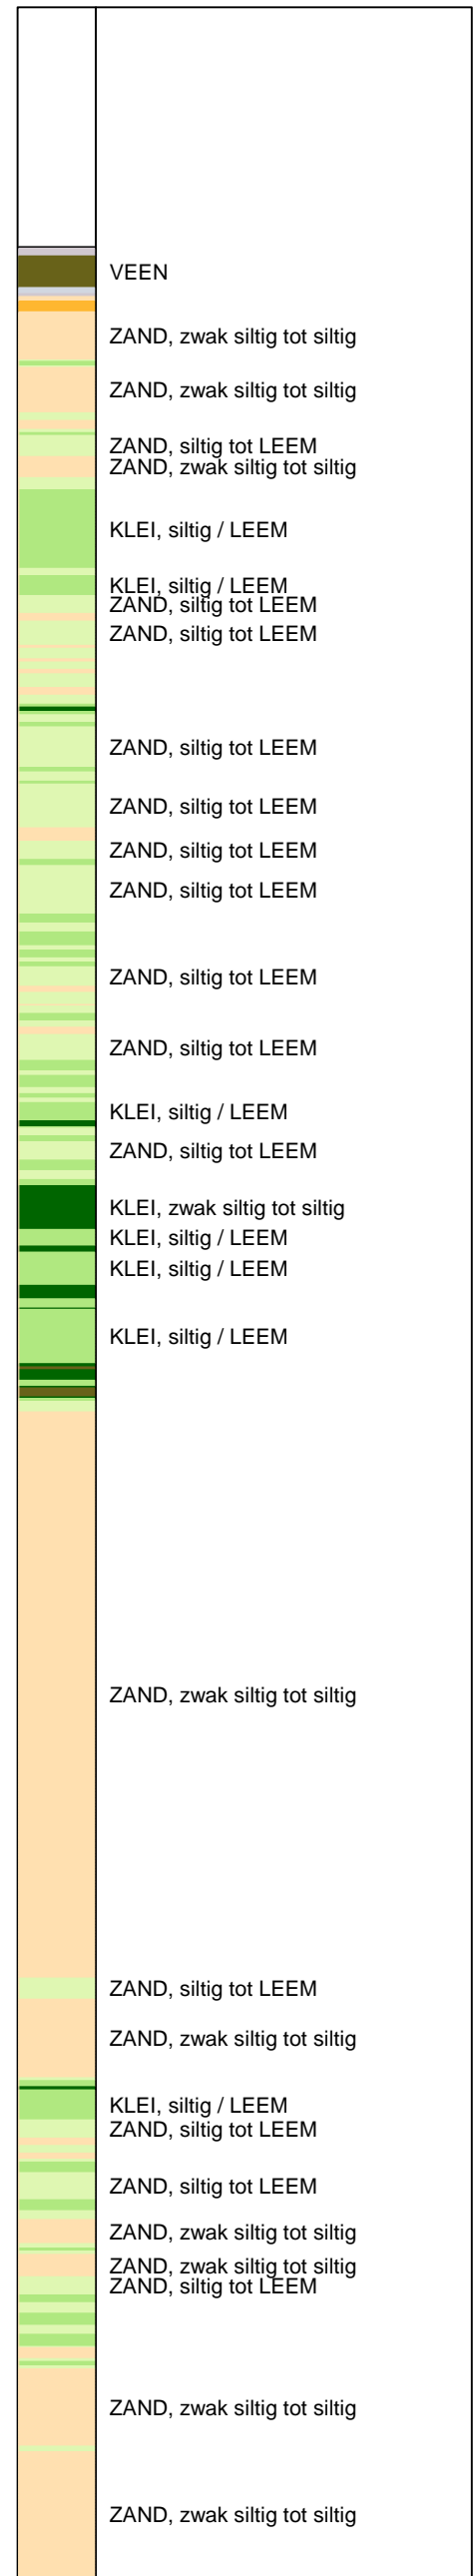 VEEN
ZAND, zwak siltig tot siltig
ZAND, zwak siltig tot siltig
ZAND, siltig tot LEEM
ZAND, zwak siltig tot siltig
KLEI, siltig / LEEM
KLEI, siltig / LEEM
ZAND, siltig tot LEEM
ZAND, siltig tot LEEM
ZAND, siltig tot LEEM
ZAND, siltig tot LEEM
ZAND, siltig tot LEEM
ZAND, siltig tot LEEM
ZAND, siltig tot LEEM
ZAND, siltig tot LEEM
KLEI, siltig / LEEM
ZAND, siltig tot LEEM
KLEI, zwak siltig tot siltig
KLEI, siltig / LEEM
KLEI, siltig / LEEM
KLEI, siltig / LEEM
ZAND, zwak siltig tot siltig
ZAND, siltig tot LEEM
ZAND, zwak siltig tot siltig
KLEI, siltig / LEEM
ZAND, siltig tot LEEM
ZAND, siltig tot LEEM
ZAND, zwak siltig tot siltig
ZAND, zwak siltig tot siltig
ZAND, siltig tot LEEM
ZAND, zwak siltig tot siltig
ZAND, zwak siltig tot siltig